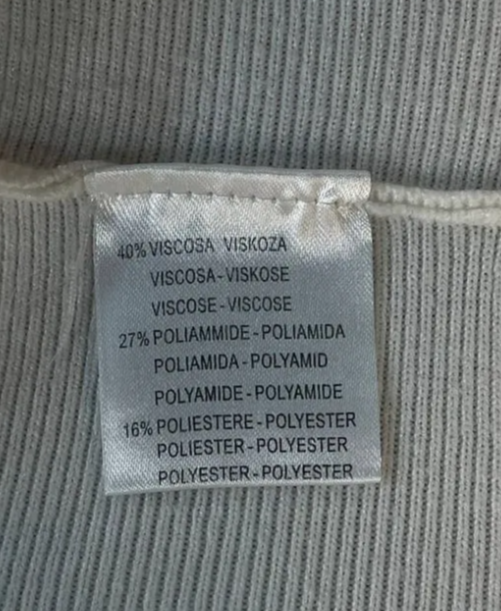 40% VISCOSA VISKOZA
VISCOSA-VISKOSE
VISCOSE-VISCOSE
27% POLIAMMIDE-POLIAMIDA
POLIAMIDA-POLYAMID
POLYAMIDE-POLYAMIDE
16% POLIESTERE-POLYESTER
POLIESTER-POLYESTER
POLYESTER-POLYESTER